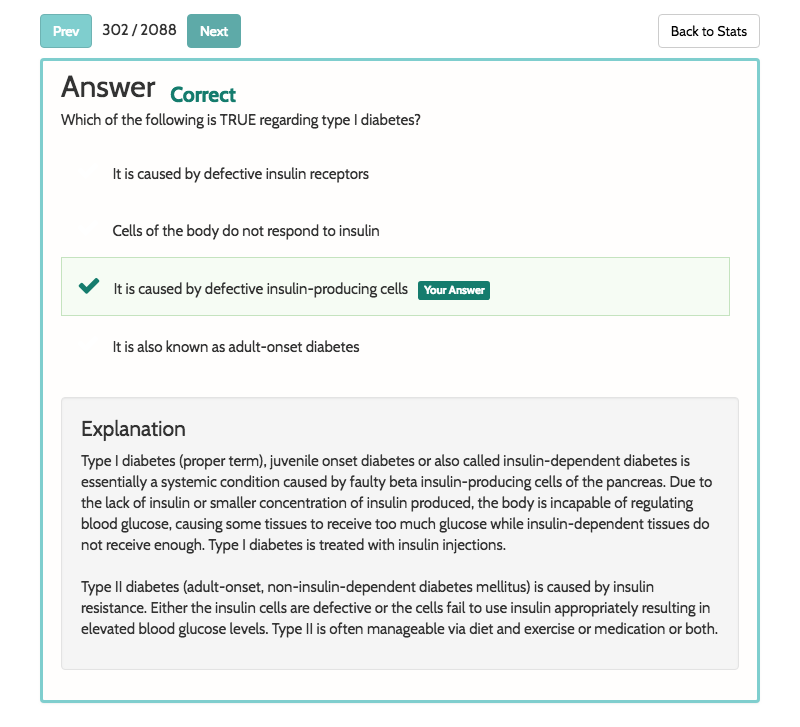 Prev 302 / 2088 Next Back to Stats
Answer Correct
Which of the following is TRUE regarding type I diabetes?
It is caused by defective insulin receptors
Cells of the body do not respond to insulin
It is caused by defective insulin-producing cells Your Answer
It is also known as adult-onset diabetes
Explanation
Type I diabetes (proper term), juvenile onset diabetes or also called insulin-dependent diabetes is
essentially a systemic condition caused by faulty beta insulin-producing cells of the pancreas. Due to
the lack of insulin or smaller concentration of insulin produced, the body is incapable of regulating
blood glucose, causing some tissues to receive too much glucose while insulin-dependent tissues do
not receive enough. Type I diabetes is treated with insulin injections.
Type II diabetes (adult-onset, non-insulin-dependent diabetes mellitus) is caused by insulin
resistance. Either the insulin cells are defective or the cells fail to use insulin appropriately resulting in
elevated blood glucose levels. Type II is often manageable via diet and exercise or medication or both.